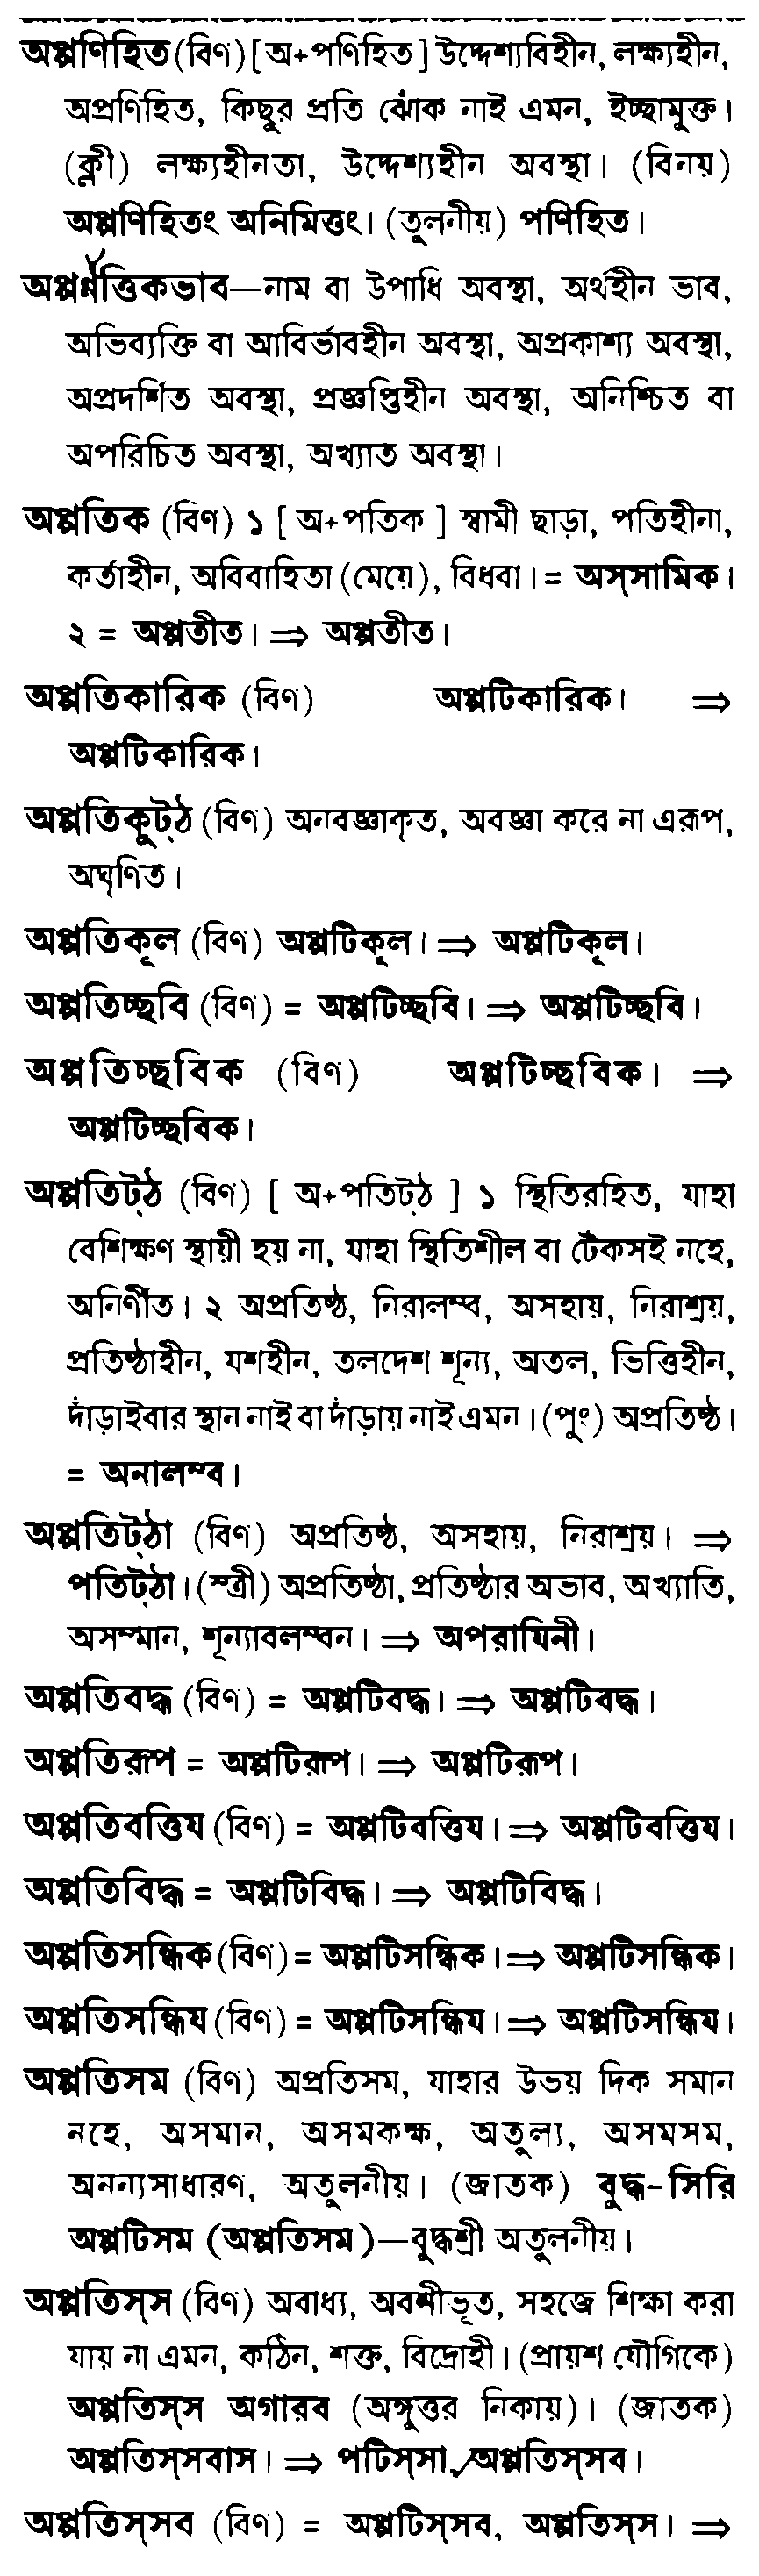 অপ্পণিহিত (বিণ) [ অ+পণিহিত ] উদ্দেশ্যবিহীন, লক্ষ্যহীন,
অপ্রণিহিত, কিছুর প্রতি ঝোঁক নাই এমন, ইচ্ছামুক্ত।
(ক্লী) লক্ষ্যহীনতা, উদ্দেশ্যহীন অবস্থা। (বিনয়)
অপ্পণিহিতং অনিমিত্তং। (তুলনীয়) পণিহিত।
অপ্পণ্ণত্তিকভাব—নাম বা উপাধি অবস্থা, অর্থহীন ভাব,
অভিব্যক্তি বা আবির্ভাবহীন অবস্থা, অপ্রকাশ্য অবস্থা,
অপ্রদর্শিত অবস্থা, প্রজ্ঞপ্তিহীন অবস্থা, অনিশ্চিত বা
অপরিচিত অবস্থা, অখ্যাত অবস্থা।
অপ্পতিক (বিণ) ১ [ অ+পতিক ] স্বামী ছাড়া, পতিহীনা,
কর্তাহীন, অবিবাহিতা (মেয়ে), বিধবা। = অস্সামিক।
২ = অপ্পতীত। ⇒ অপ্পতীত।
অপ্পতিকারিক (বিণ) অপ্পটিকারিক। ⇒
অপ্পটিকারিক।
অপ্পতিকুট্ঠ (বিণ) অনবজ্ঞাকৃত, অবজ্ঞা করে না এরূপ,
অঘৃণিত।
অপ্পতিকূল (বিণ) অপ্পটিকূল। ⇒ অপ্পটিকূল।
অপ্পতিচ্ছবি (বিণ) = অপ্পটিচ্ছবি। ⇒ অপ্পটিচ্ছবি।
অপ্পতিচ্ছবিক (বিণ) অপ্পটিচ্ছবিক। ⇒
অপ্পটিচ্ছবিক।
অপ্পতিট্ঠ (বিণ) [ অ+পতিট্ঠ ] ১ স্থিতিরহিত, যাহা
বেশিক্ষণ স্থায়ী হয় না, যাহা স্থিতিশীল বা টেকসই নহে,
অনির্ণীত। ২ অপ্রতিষ্ঠ, নিরালম্ব, অসহায়, নিরাশ্রয়,
প্রতিষ্ঠাহীন, যশহীন, তলদেশ শূন্য, অতল, ভিত্তিহীন,
দাঁড়াইবার স্থান নাই বা দাঁড়ায় নাই এমন। (পুং) অপ্রতিষ্ঠ।
= অনালম্ব।
অপ্পতিট্ঠা (বিণ) অপ্রতিষ্ঠ, অসহায়, নিরাশ্রয়। ⇒
পতিট্ঠা। (স্ত্রী) অপ্রতিষ্ঠা, প্রতিষ্ঠার অভাব, অখ্যাতি,
অসম্মান, শূন্যাবলম্বন। ⇒ অপরাযিনী।
অপ্পতিবদ্ধ (বিণ) = অপ্পটিবদ্ধ। ⇒ অপ্পটিবদ্ধ।
অপ্পতিরূপ = অপ্পটিরূপ। ⇒ অপ্পটিরূপ।
অপ্পতিবত্তিয (বিণ) = অপ্পটিবত্তিয। ⇒ অপ্পটিবত্তিয।
অপ্পতিবিদ্ধ = অপ্পটিবিদ্ধ। ⇒ অপ্পটিবিদ্ধ।
অপ্পতিসন্ধিক (বিণ) = অপ্পটিসন্ধিক। ⇒ অপ্পটিসন্ধিক।
অপ্পতিসন্ধিয (বিণ) = অপ্পটিসন্ধিয। ⇒ অপ্পটিসন্ধিয।
অপ্পতিসম (বিণ) অপ্রতিসম, যাহার উভয় দিক সমান
নহে, অসমান, অসমকক্ষ, অতুল্য, অসমসম,
অনন্যসাধারণ, অতুলনীয়। (জাতক) বুদ্ধ-সিরি
অপ্পটিসম (অপ্পতিসম)—বুদ্ধশ্রী অতুলনীয়।
অপ্পতিস্স (বিণ) অবাধ্য, অবশীভূত, সহজে শিক্ষা করা
যায় না এমন, কঠিন, শক্ত, বিদ্রোহী। (প্রায়শ যৌগিকে)
অপ্পতিস্স অগারব (অঙ্গুত্তর নিকায়)। (জাতক)
অপ্পতিস্সবাস। ⇒ পটিস্সা, অপ্পতিস্সব।
অপ্পতিস্সব (বিণ) = অপ্পটিস্সব, অপ্পতিস্স। ⇒